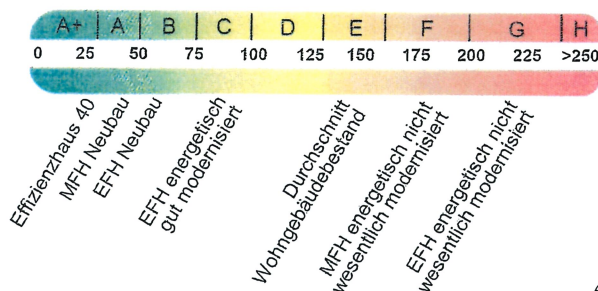 A+ A B C D E F G H
0 25 50 75 100 125 150 175 200 225 >250
Effizienzhaus 40
MFH Neubau
EFH Neubau
EFH energetisch
gut modernisiert
Durchschnitt
Wohngebäudebestand
MFH energetisch nicht
wesentlich modernisiert
EFH energetisch nicht
wesentlich modernisiert